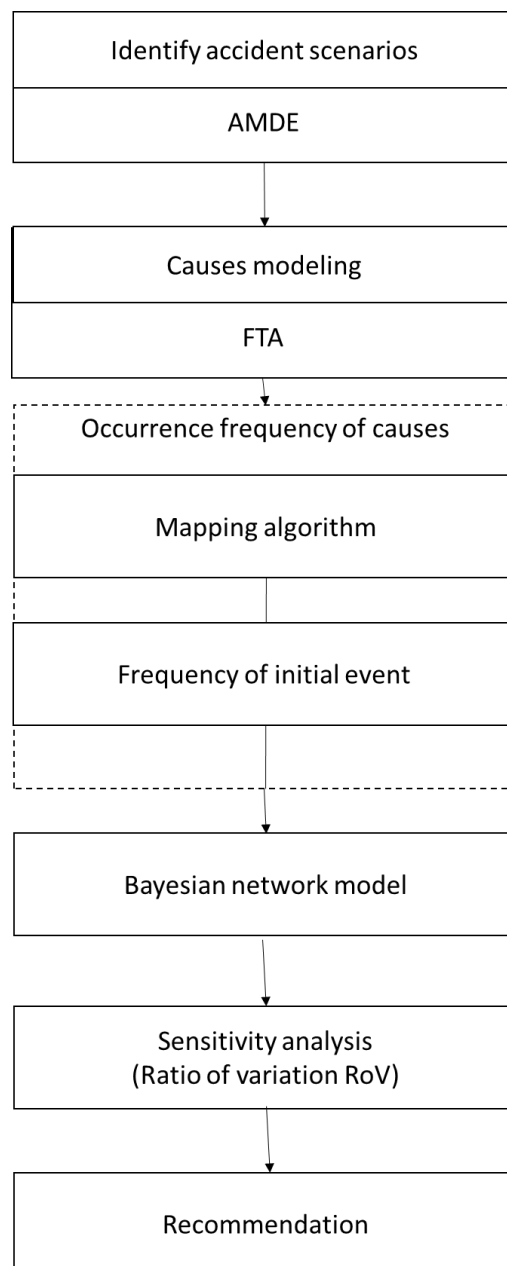 Identify accident scenarios
AMDE
Causes modeling
FTA
Occurrence frequency of causes
Mapping algorithm
Frequency of initial event
Bayesian network model
Sensitivity analysis
(Ratio of variation RoV)
Recommendation